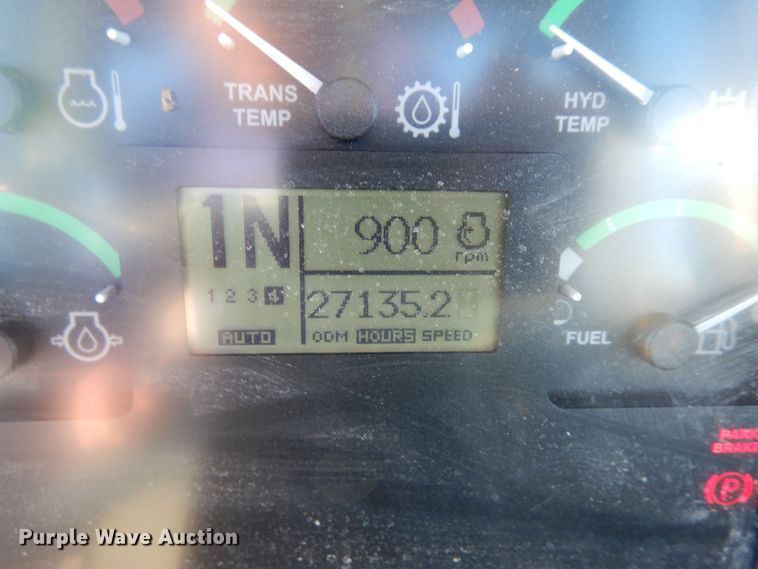 TRANS
TEMP
HYD
TEMP
1N
900
rpm
1 2 3 4
27135.2
AUTO
ODM HOURS SPEED
FUEL
PARK
BRAKE
P
Purple Wave Auction